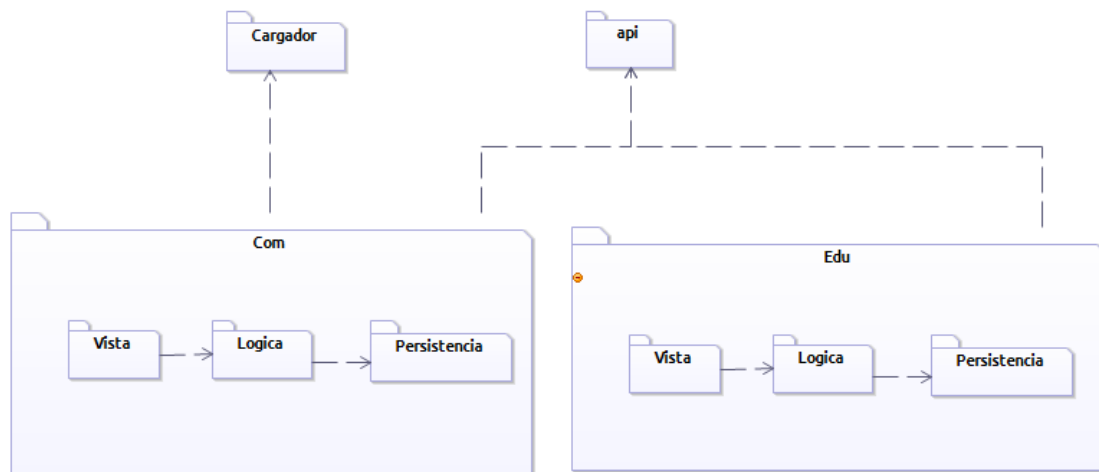 Cargador
api
Com
Vista
Logica
Persistencia
Edu
Vista
Logica
Persistencia